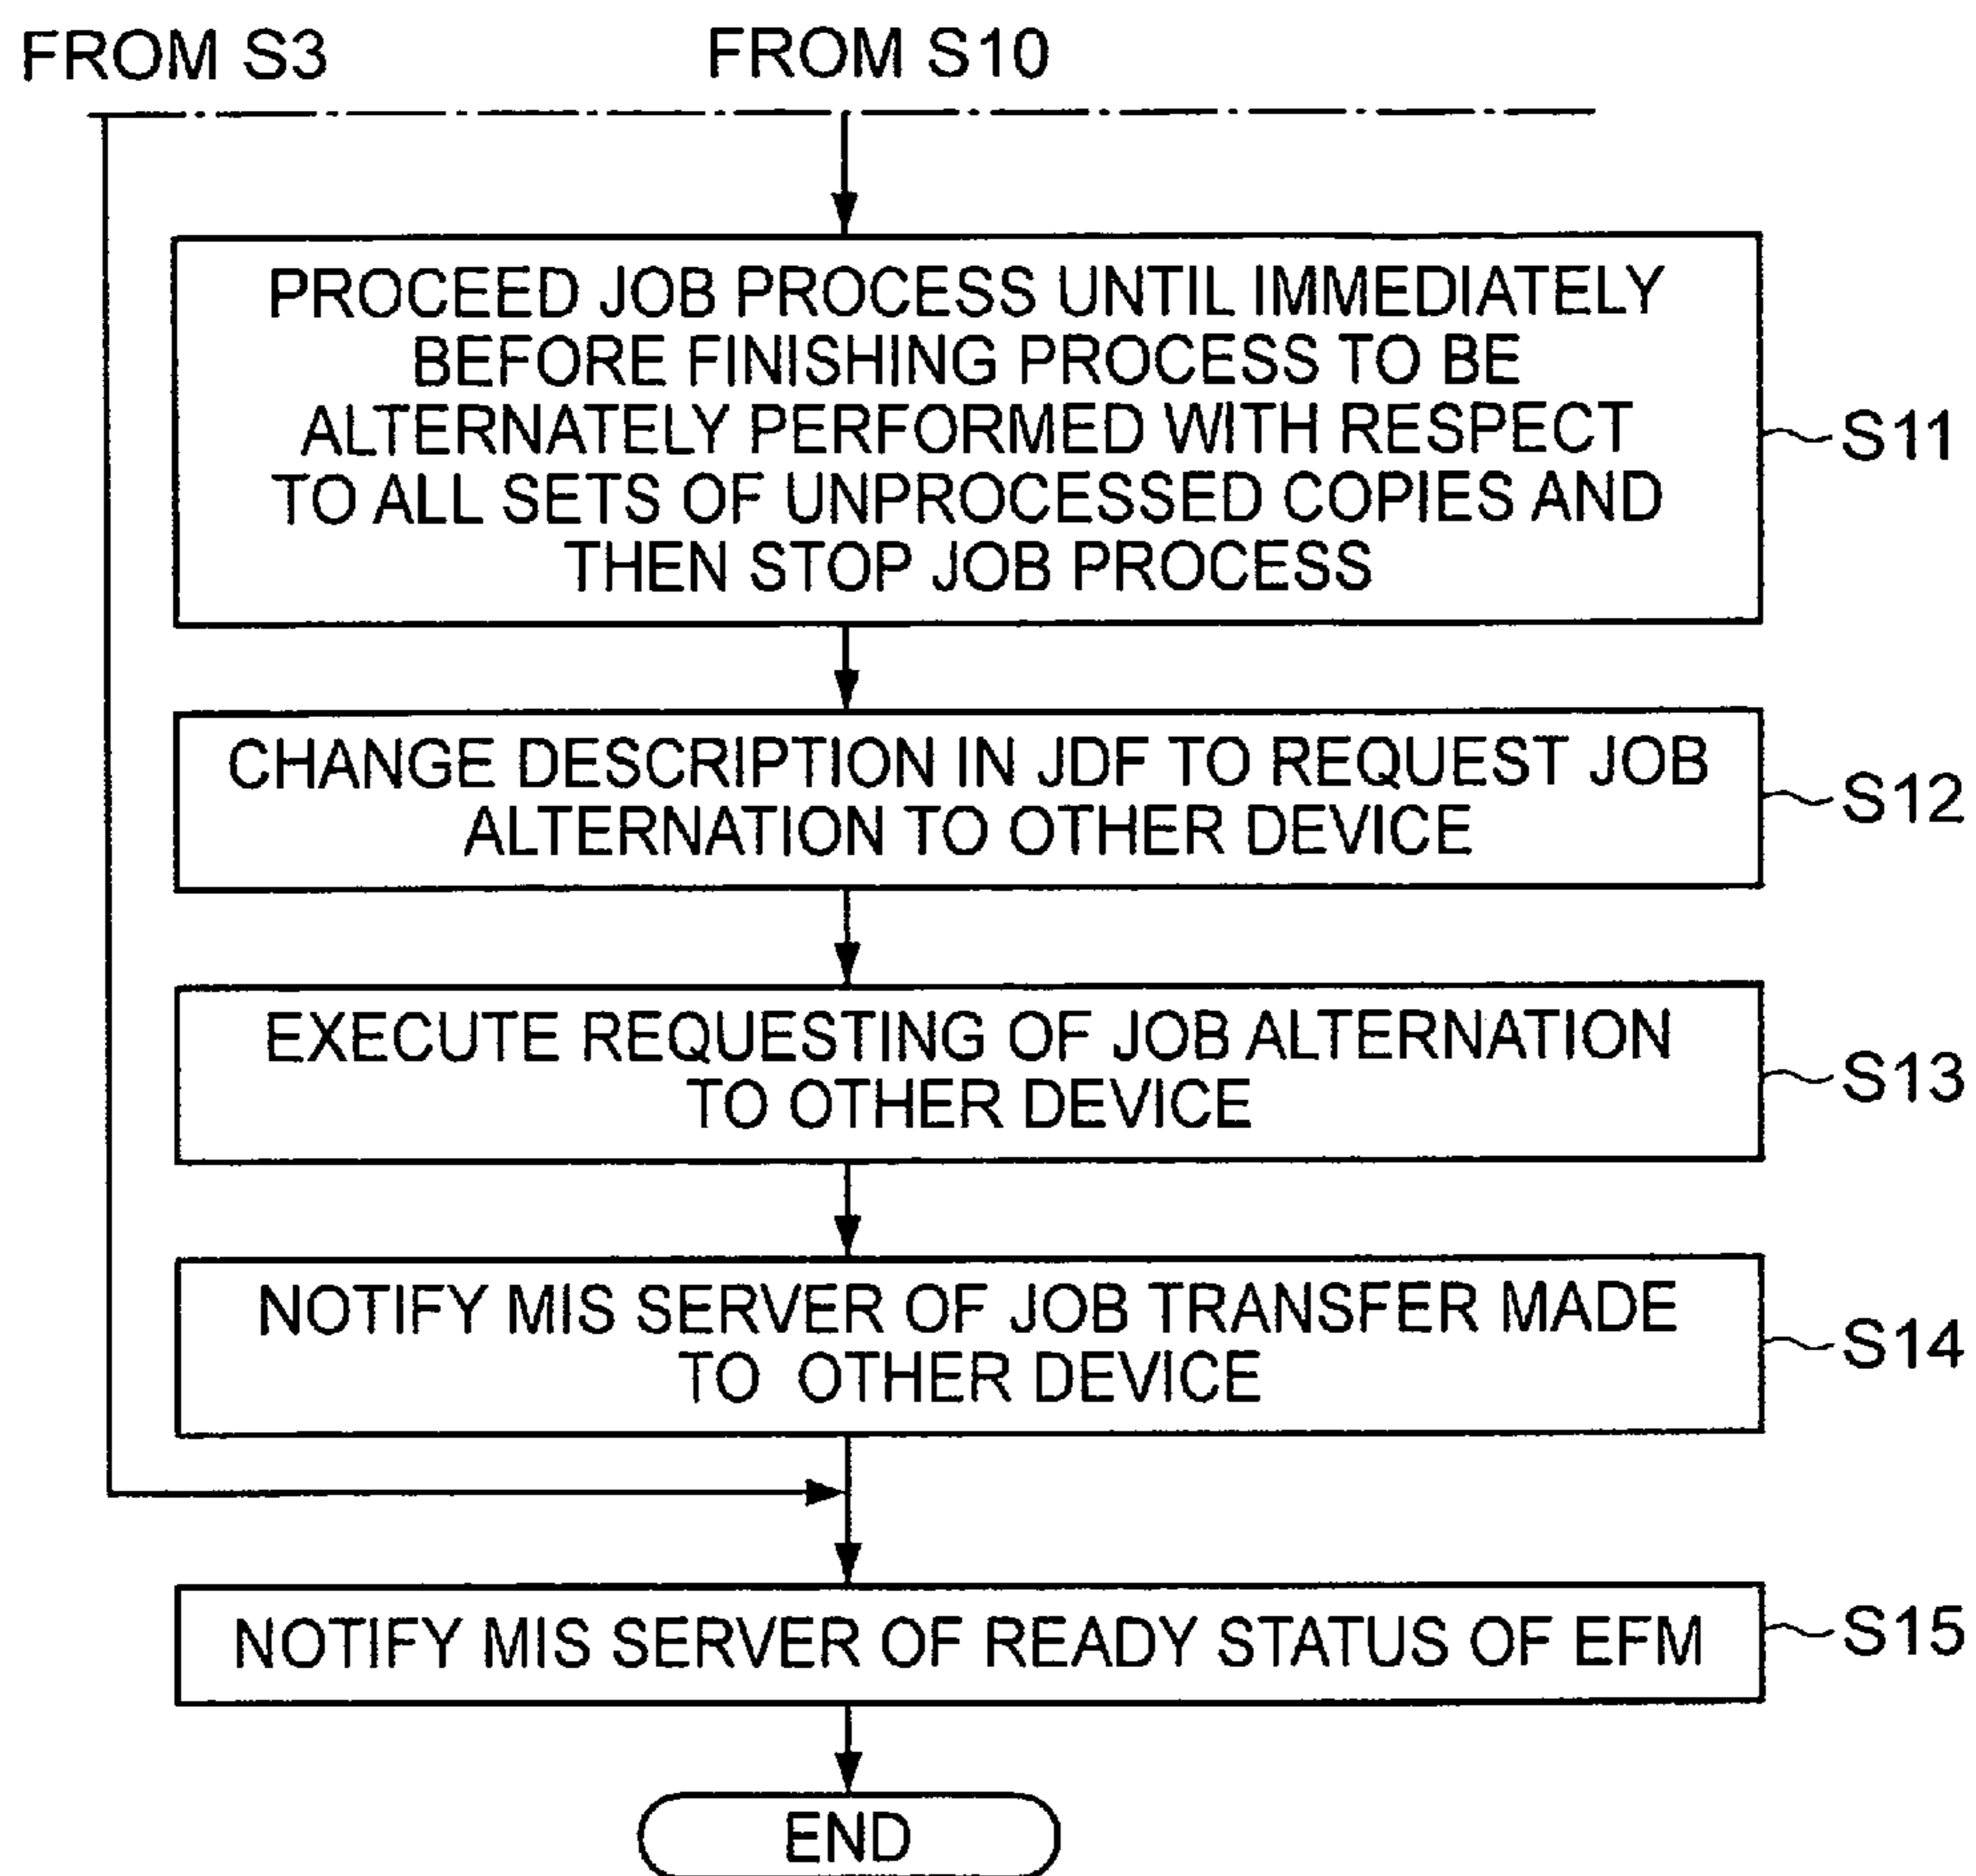 FROM S3
FROM S10
PROCEED JOB PROCESS UNTIL IMMEDIATELY
BEFORE FINISHING PROCESS TO BE
ALTERNATELY PERFORMED WITH RESPECT
TO ALL SETS OF UNPROCESSED COPIES AND
THEN STOP JOB PROCESS
S11
CHANGE DESCRIPTION IN JDF TO REQUEST JOB
ALTERNATION TO OTHER DEVICE
S12
EXECUTE REQUESTING OF JOB ALTERNATION
TO OTHER DEVICE
S13
NOTIFY MIS SERVER OF JOB TRANSFER MADE
TO OTHER DEVICE
S14
NOTIFY MIS SERVER OF READY STATUS OF EFM
S15
END